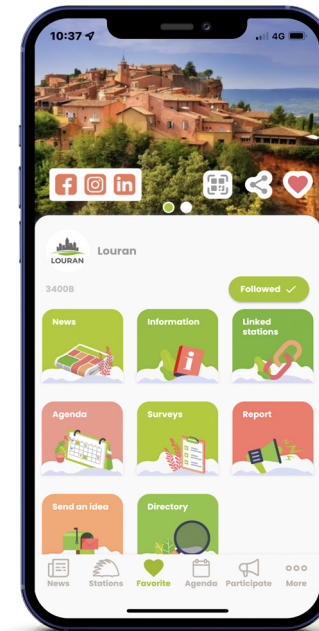 10:37
4G
LOURAN
Louran
34008
Followed
News
Information
Linked
stations
Agenda
Surveys
Report
Send an idea
Directory
News
Stations
Favorite
Agenda
Participate
More